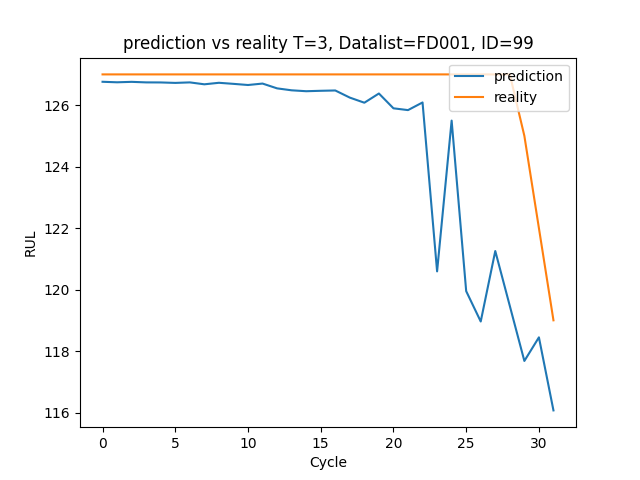 prediction vs reality T=3, Datalist=FD001, ID=99
prediction
reality
126
124
122
120
118
116
RUL
0 5 10 15 20 25 30
Cycle